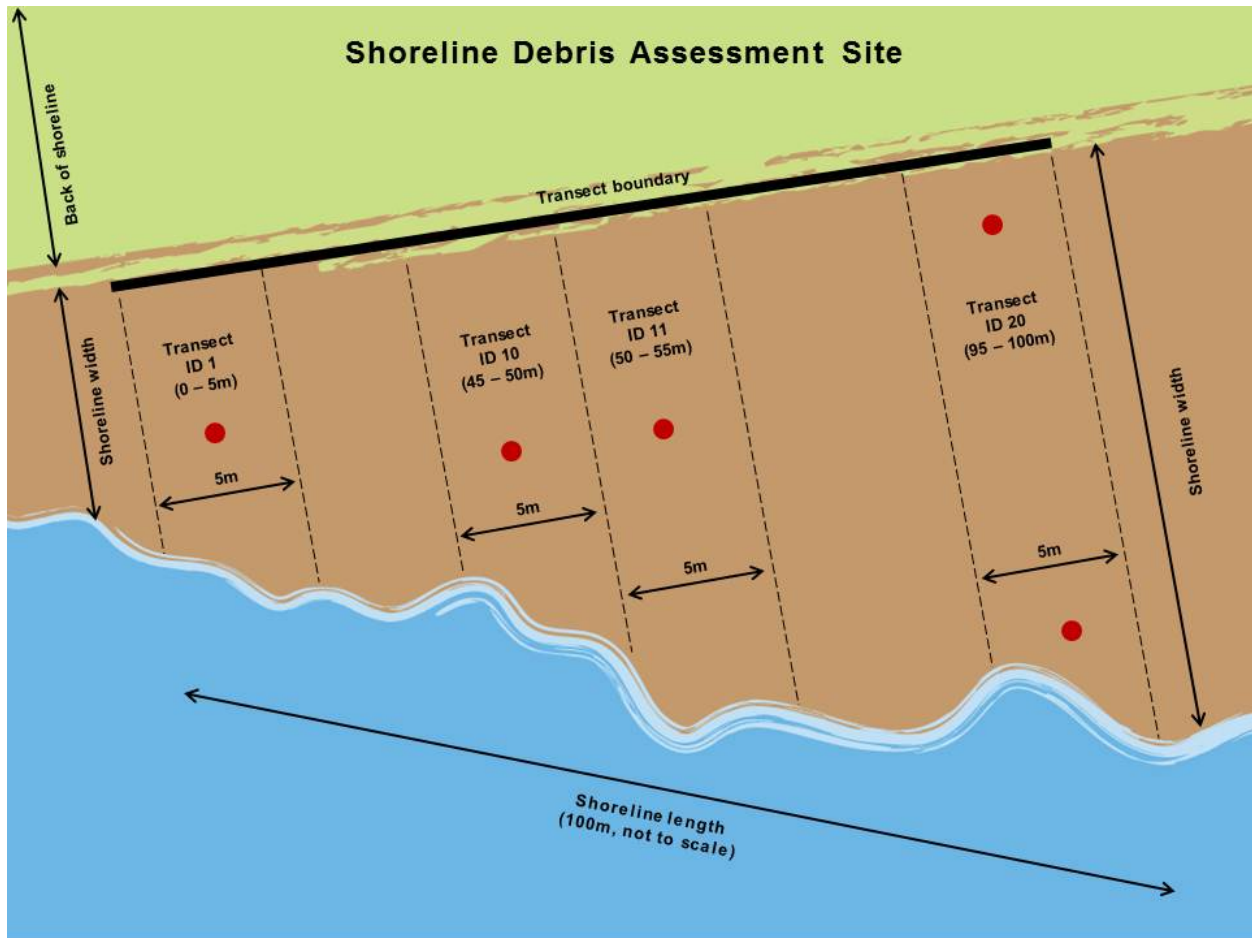 Shoreline Debris Assessment Site
Back of shoreline
Transect boundary
Shoreline width
Transect
ID 1
(0 – 5m)
5m
Transect
ID 10
(45 – 50m)
5m
Transect
ID 11
(50 – 55m)
5m
Transect
ID 20
(95 – 100m)
5m
Shoreline width
Shoreline length
(100m, not to scale)